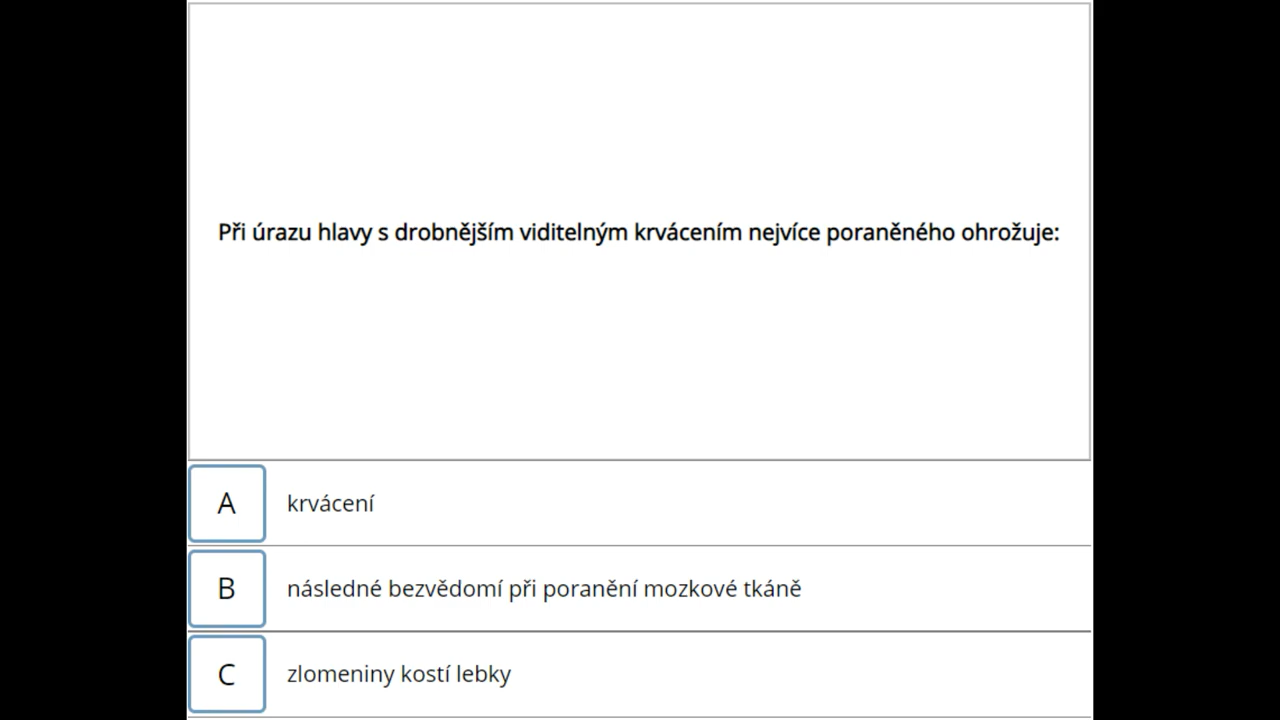 Při úrazu hlavy s drobnějším viditelným krvácením nejvíce poraněného ohrožuje:
A krvácení
B následné bezvědomí při poranění mozkové tkáně
C zlomeniny kostí lebky